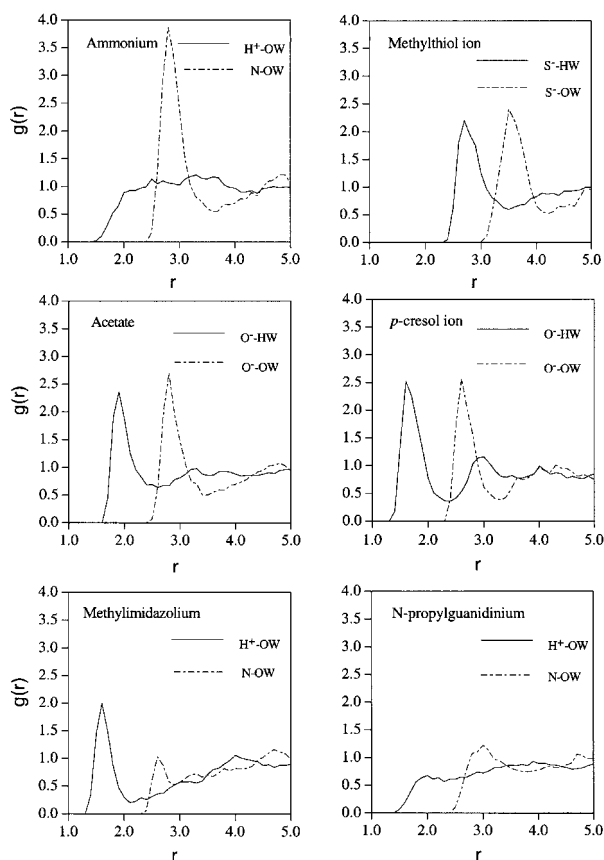 Ammonium
H⁺-OW
N-OW
g(r)
4.0
3.5
3.0
2.5
2.0
1.5
1.0
0.5
0.0
1.0 2.0 3.0 4.0 5.0
r
Methylthiol ion
S⁻-HW
S⁻-OW
4.0
3.5
3.0
2.5
2.0
1.5
1.0
0.5
0.0
1.0 2.0 3.0 4.0 5.0
r
Acetate
O⁻-HW
O⁻-OW
g(r)
4.0
3.5
3.0
2.5
2.0
1.5
1.0
0.5
0.0
1.0 2.0 3.0 4.0 5.0
r
p-cresol ion
O⁻-HW
O⁻-OW
4.0
3.5
3.0
2.5
2.0
1.5
1.0
0.5
0.0
1.0 2.0 3.0 4.0 5.0
r
Methylimidazolium
H⁺-OW
N-OW
g(r)
4.0
3.5
3.0
2.5
2.0
1.5
1.0
0.5
0.0
1.0 2.0 3.0 4.0 5.0
r
N-propylguanidinium
H⁺-OW
N-OW
4.0
3.5
3.0
2.5
2.0
1.5
1.0
0.5
0.0
1.0 2.0 3.0 4.0 5.0
r